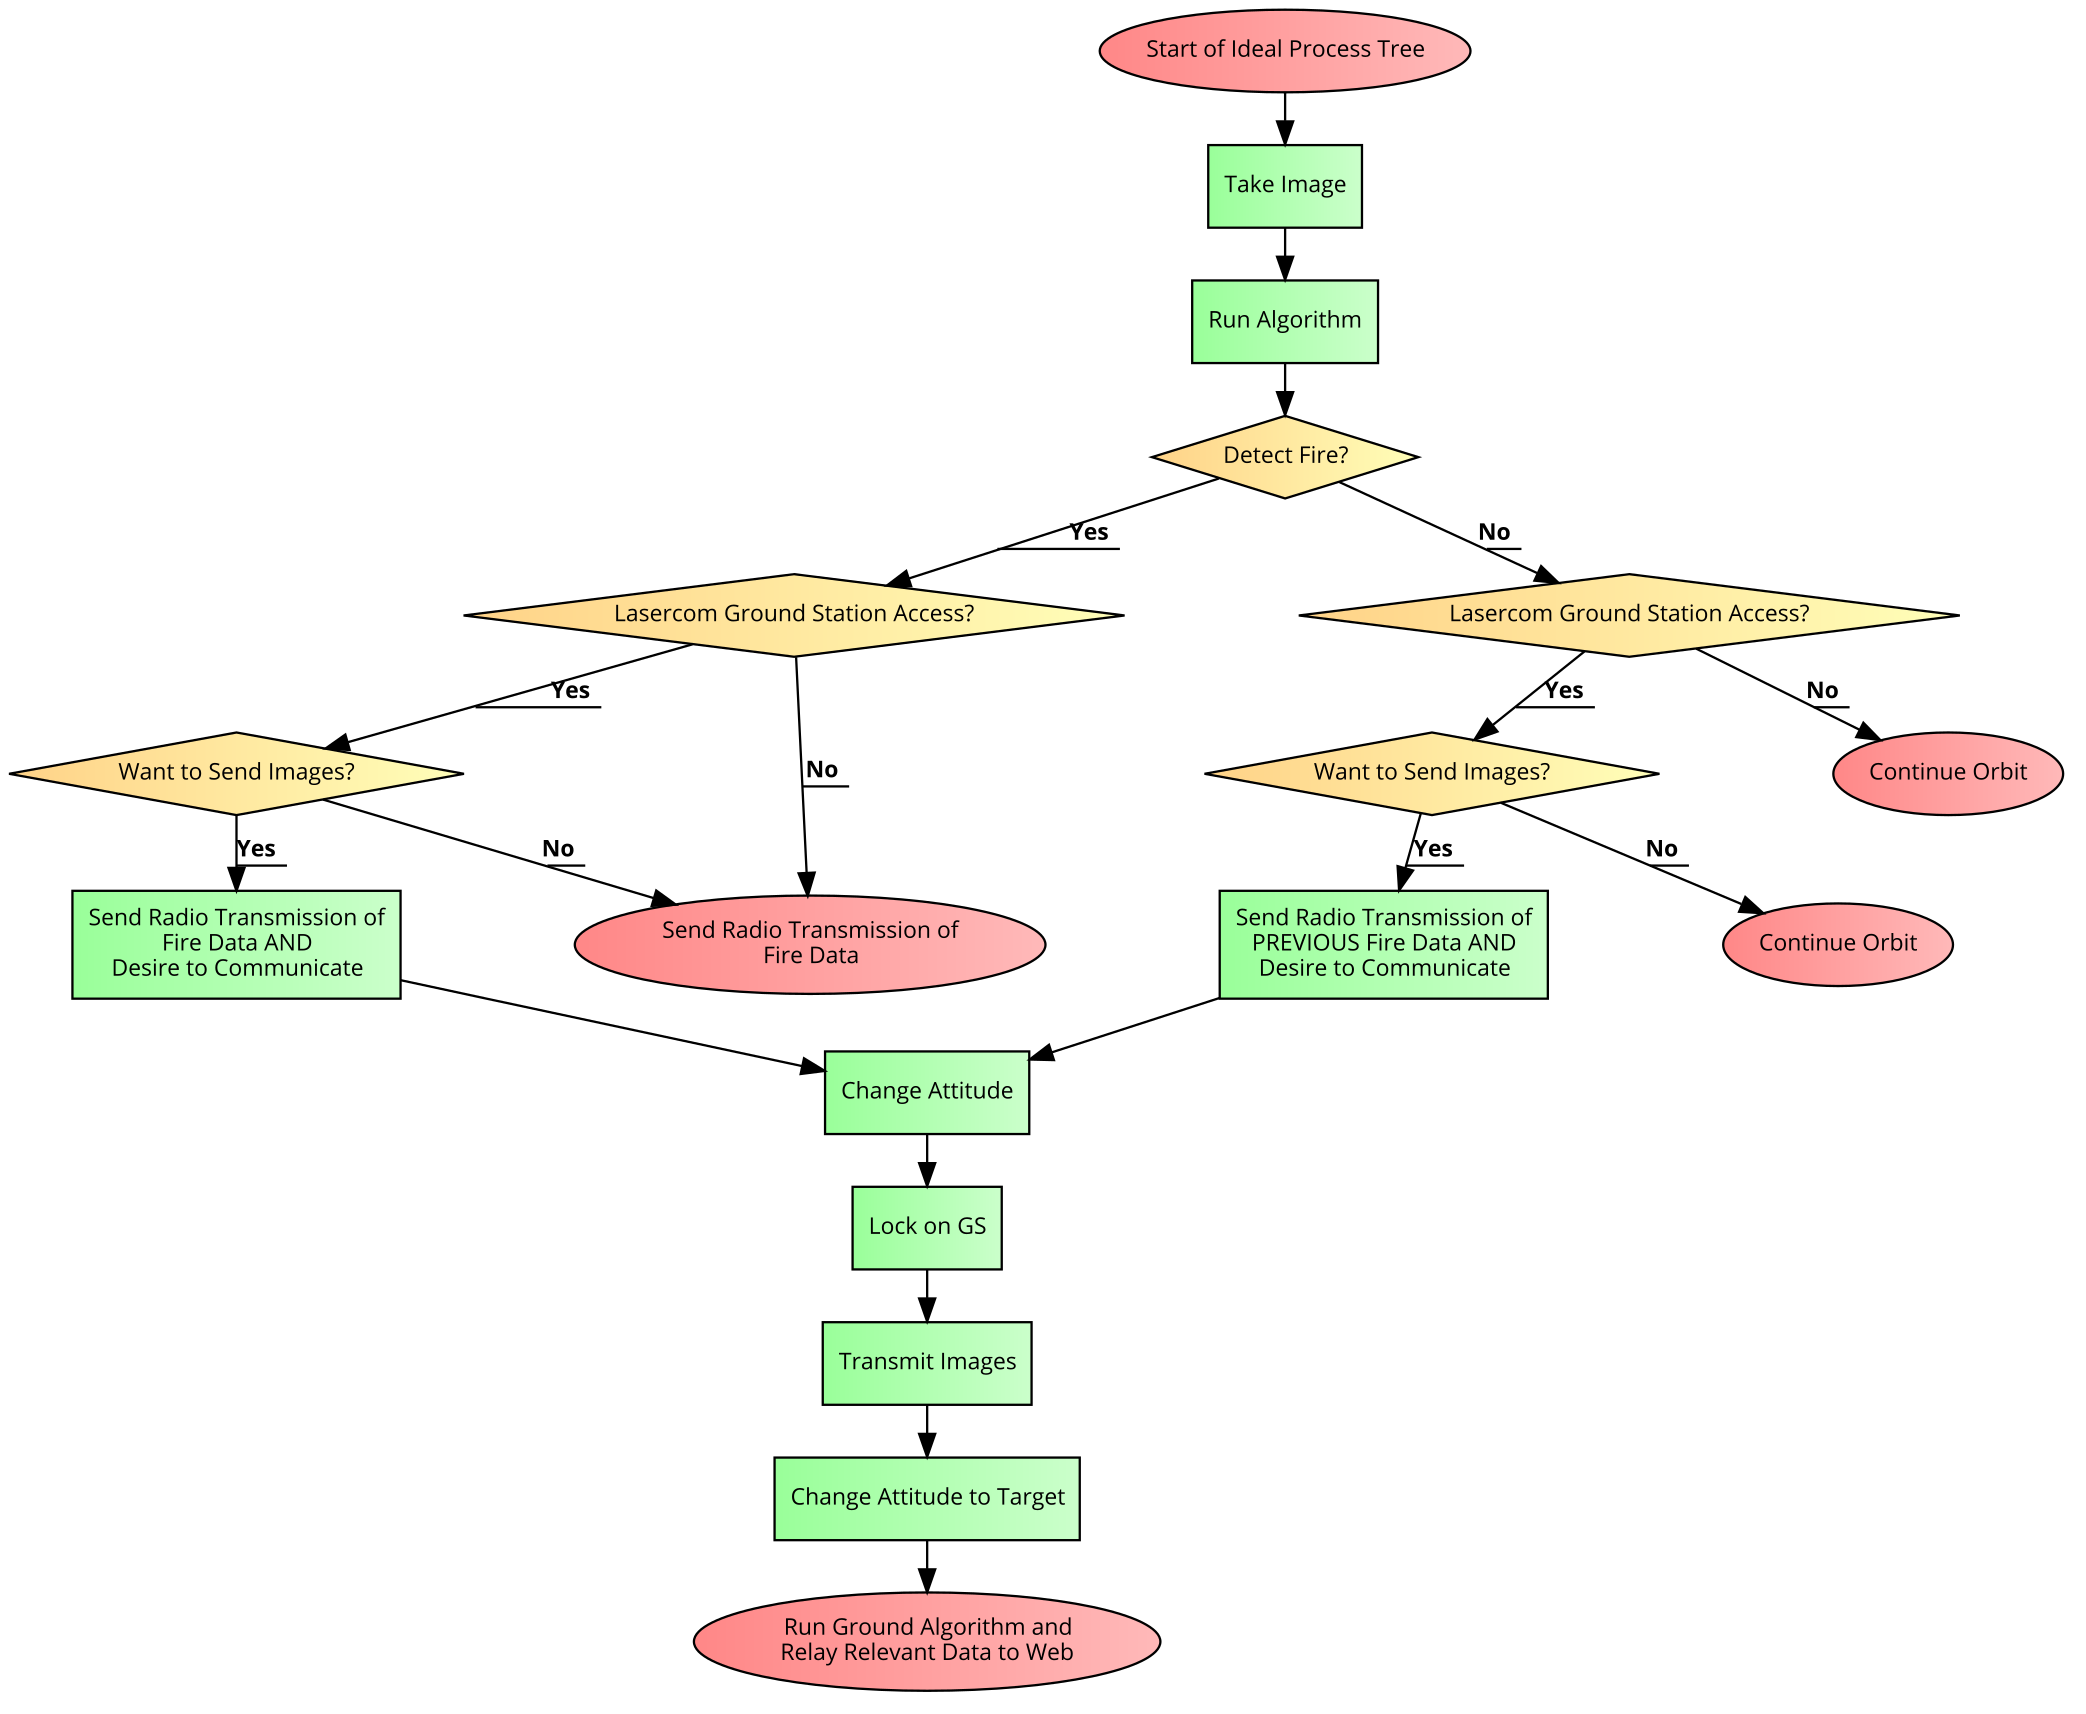 Start of Ideal Process Tree
Take Image
Run Algorithm
Detect Fire?
Yes
No
Lasercom Ground Station Access?
Lasercom Ground Station Access?
Yes
No
Yes
No
Want to Send Images?
Want to Send Images?
Continue Orbit
Yes
No
Yes
No
Send Radio Transmission of
Fire Data AND
Desire to Communicate
Send Radio Transmission of
Fire Data
Send Radio Transmission of
PREVIOUS Fire Data AND
Desire to Communicate
Continue Orbit
Change Attitude
Lock on GS
Transmit Images
Change Attitude to Target
Run Ground Algorithm and
Relay Relevant Data to Web